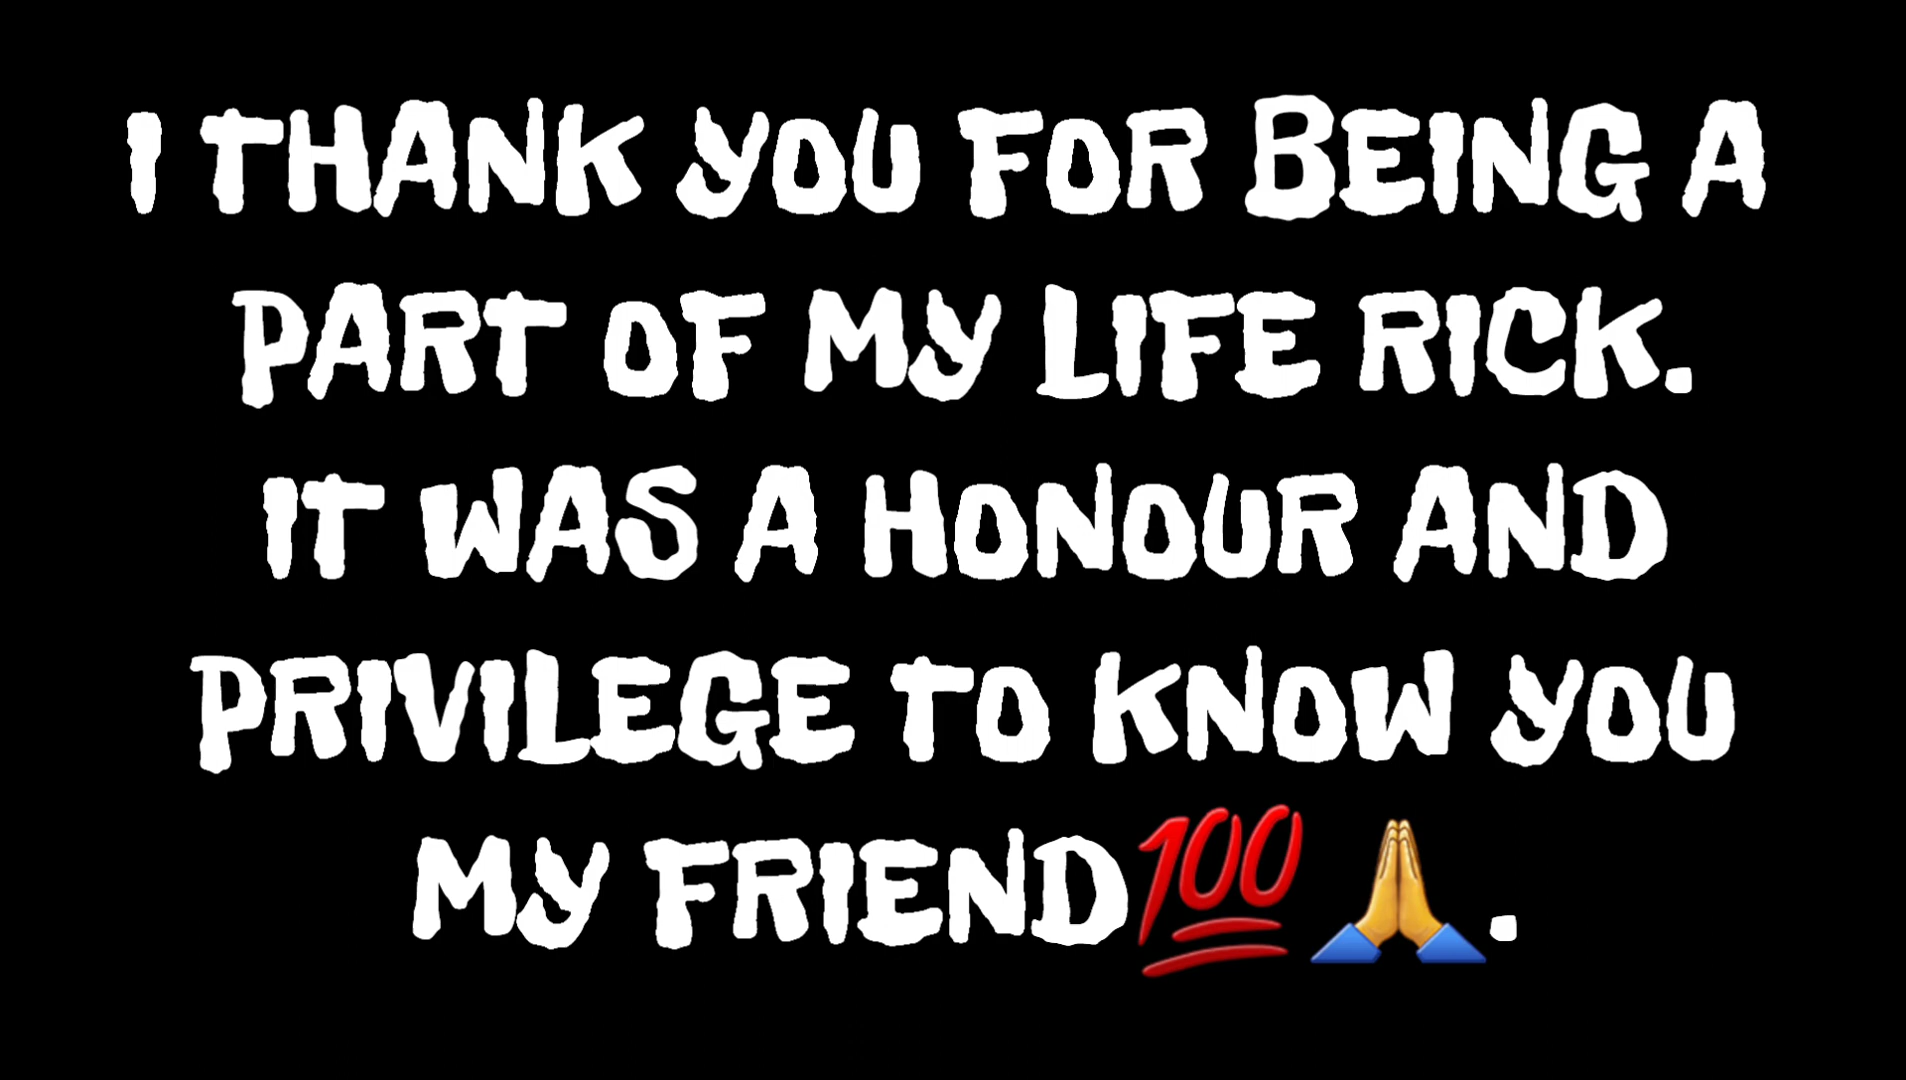 I THANK YOU FOR BEING A
PART OF MY LIFE RICK.
IT WAS A HONOUR AND
PRIVILEGE TO KNOW YOU
MY FRIEND💯🙏.